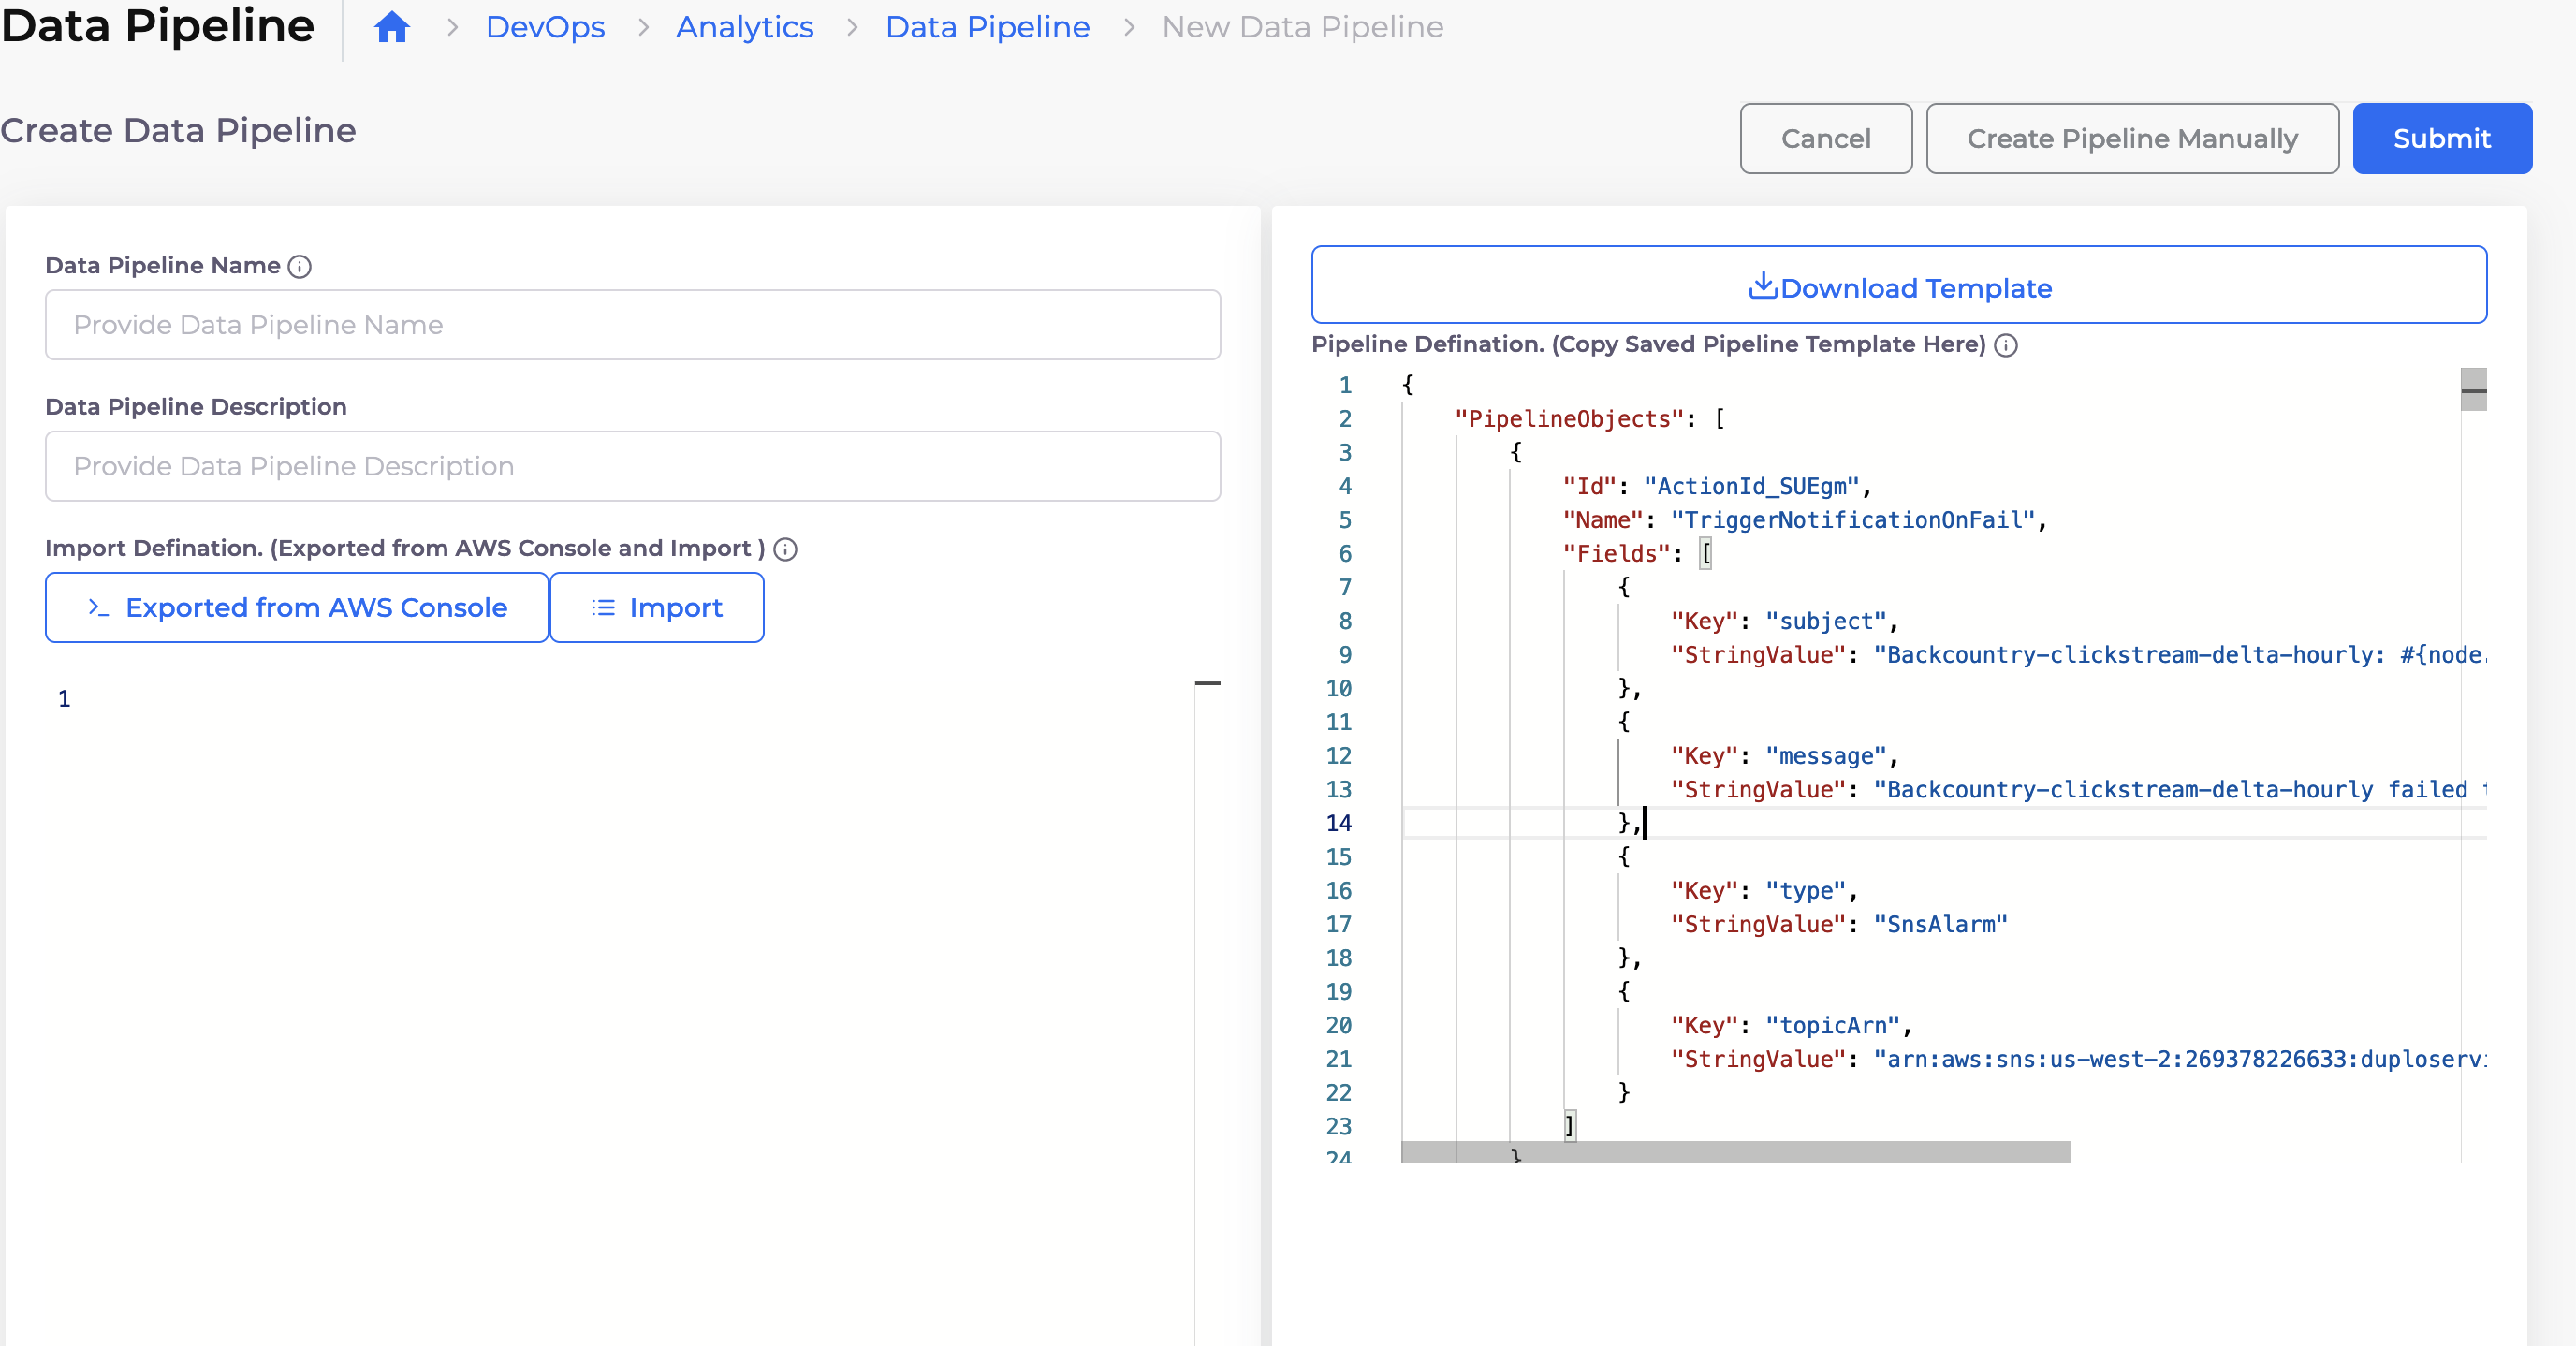 Data Pipeline
DevOps > Analytics > Data Pipeline > New Data Pipeline
Create Data Pipeline
Cancel
Create Pipeline Manually
Submit
Data Pipeline Name
Provide Data Pipeline Name
Data Pipeline Description
Provide Data Pipeline Description
Import Defination. (Exported from AWS Console and Import )
>_ Exported from AWS Console
Import
1
Download Template
Pipeline Defination. (Copy Saved Pipeline Template Here)
1 {
2 "PipelineObjects": [
3 {
4 "Id": "ActionId_SUEgm",
5 "Name": "TriggerNotificationOnFail",
6 "Fields": [
7 {
8 "Key": "subject",
9 "StringValue": "Backcountry-clickstream-delta-hourly: #{node.
10 },
11 {
12 "Key": "message",
13 "StringValue": "Backcountry-clickstream-delta-hourly failed
14 },
15 {
16 "Key": "type",
17 "StringValue": "SnsAlarm"
18 },
19 {
20 "Key": "topicArn",
21 "StringValue": "arn:aws:sns:us-west-2:269378226633:duploservi
22 }
23 ]
24 }